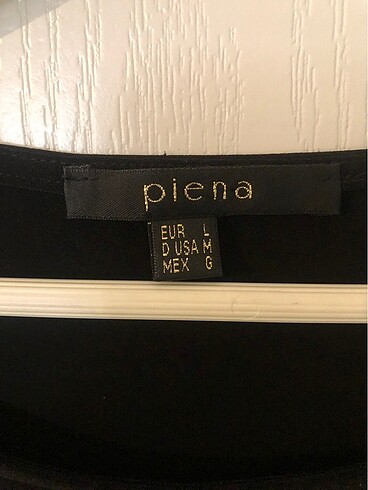 piena
EUR L
D USA M
MEX G